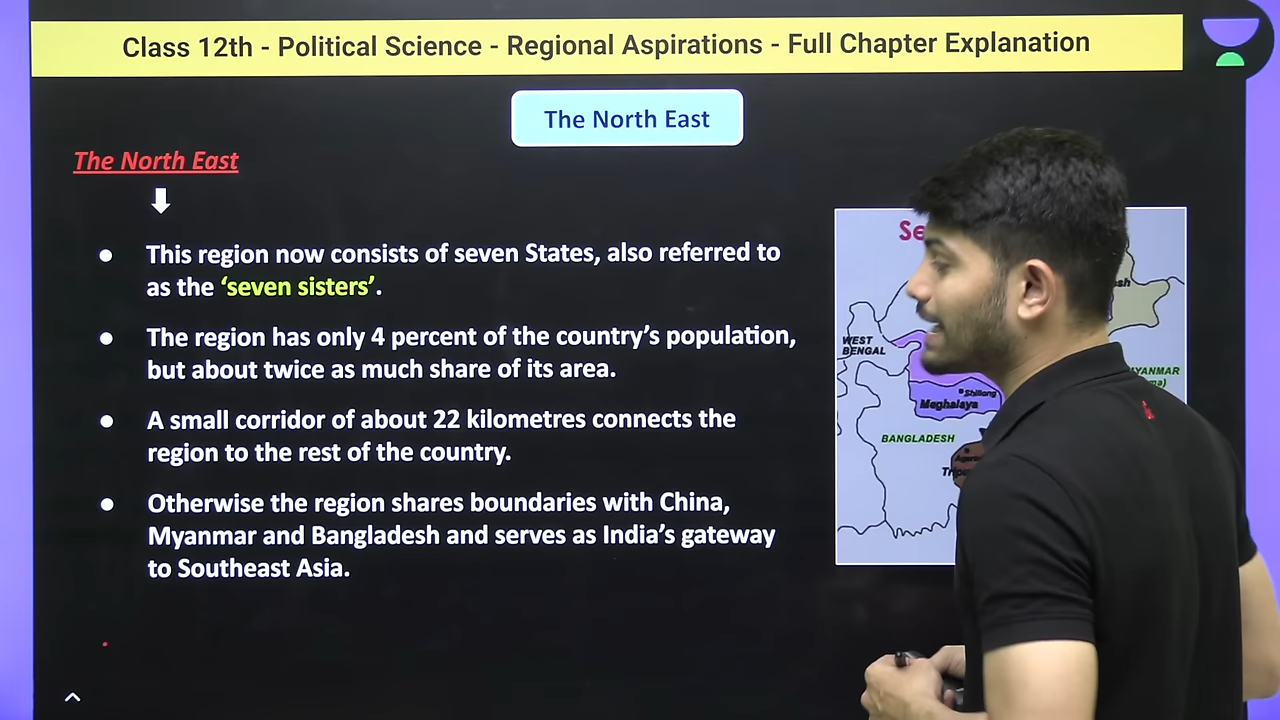 Class 12th - Political Science - Regional Aspirations - Full Chapter Explanation
The North East
The North East
● This region now consists of seven States, also referred to
as the ‘seven sisters’.
● The region has only 4 percent of the country’s population,
but about twice as much share of its area.
● A small corridor of about 22 kilometres connects the
region to the rest of the country.
● Otherwise the region shares boundaries with China,
Myanmar and Bangladesh and serves as India’s gateway
to Southeast Asia.
WEST
BENGAL
Shillong
Meghalaya
BANGLADESH